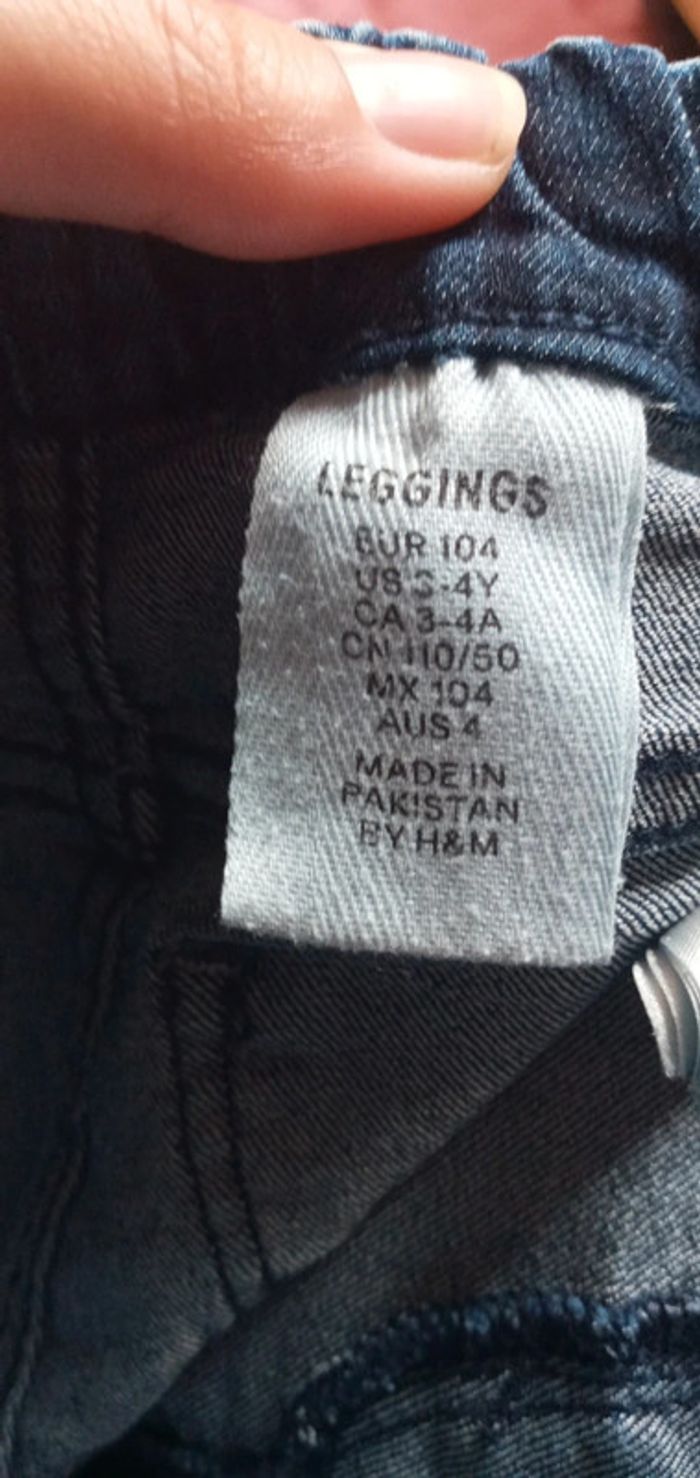 LEGGINGS
EUR 104
US 3-4Y
CA 3-4A
CN 110/50
MX 104
AUS 4
MADE IN
PAKISTAN
BY H&M